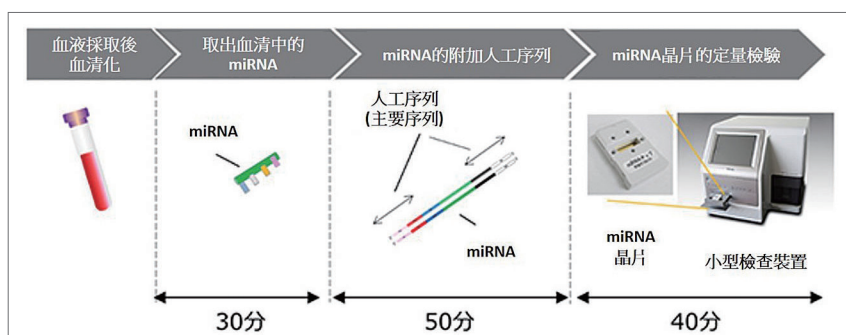 血液採取後
血清化
取出血清中的
miRNA
miRNA的附加人工序列
miRNA晶片的定量檢驗
miRNA
人工序列
(主要序列)
miRNA
miRNA
晶片
小型檢查裝置
30分
50分
40分